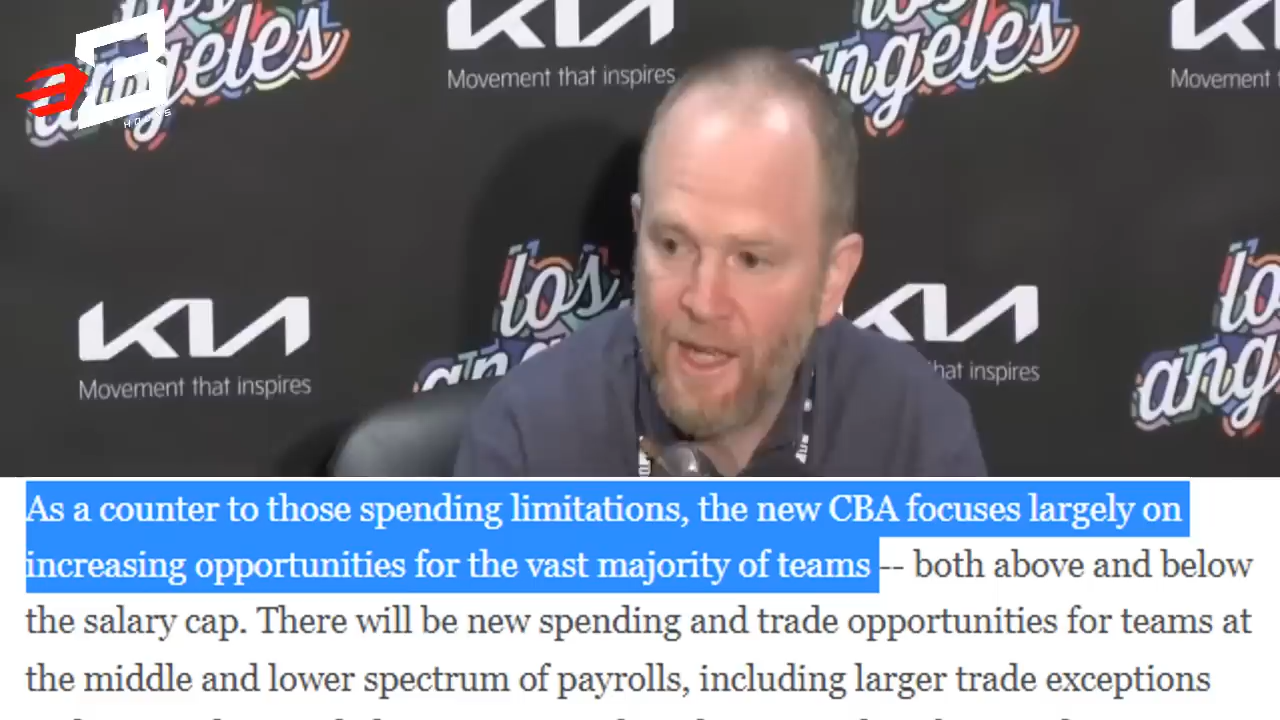 los
angeles
KIA
Movement that inspires
los
angeles
Movement
B
HOOPS
los
KIA
Movement that inspires
KIA
that inspires
As a counter to those spending limitations, the new CBA focuses largely on
increasing opportunities for the vast majority of teams -- both above and below
the salary cap. There will be new spending and trade opportunities for teams at
the middle and lower spectrum of payrolls, including larger trade exceptions